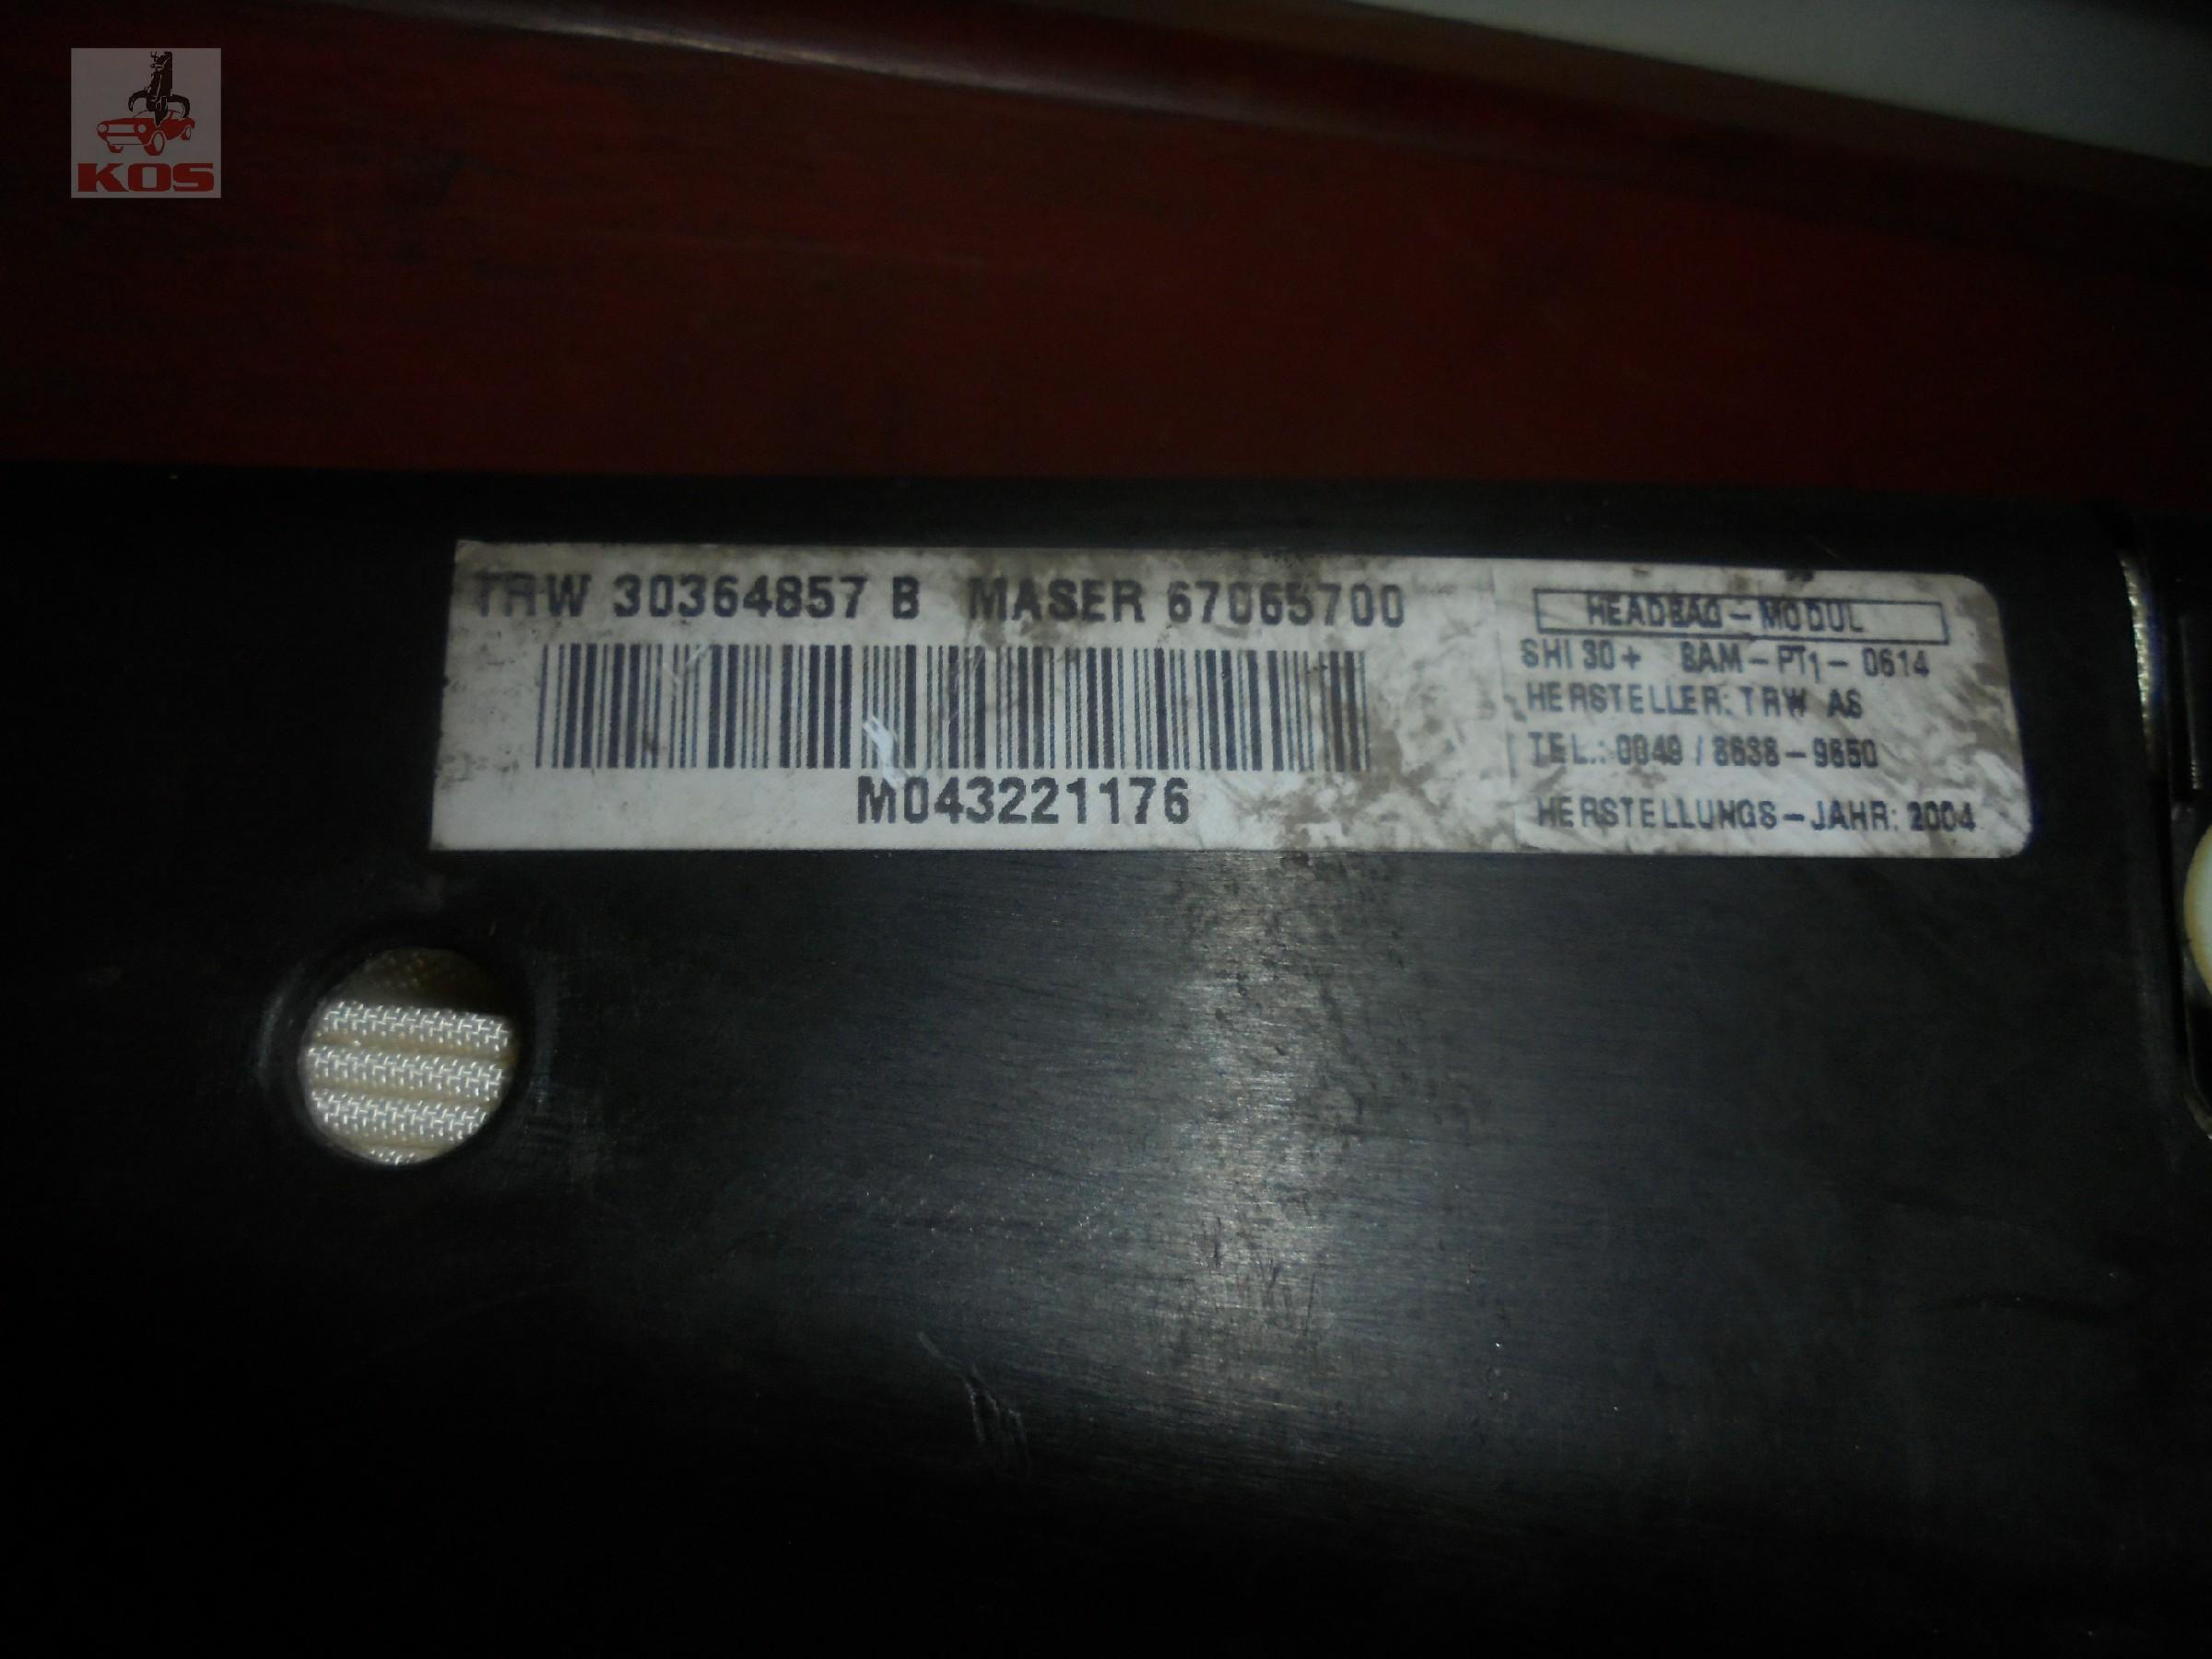 KOS
TRW 30364857 B MASER 67065700
M043221176
HEADBAG-MODUL
SHI 30+ BAM-PT1-0614
HERSTELLER: TRW AS
TEL.: 0049 / 8638-9650
HERSTELLUNGS-JAHR: 2004